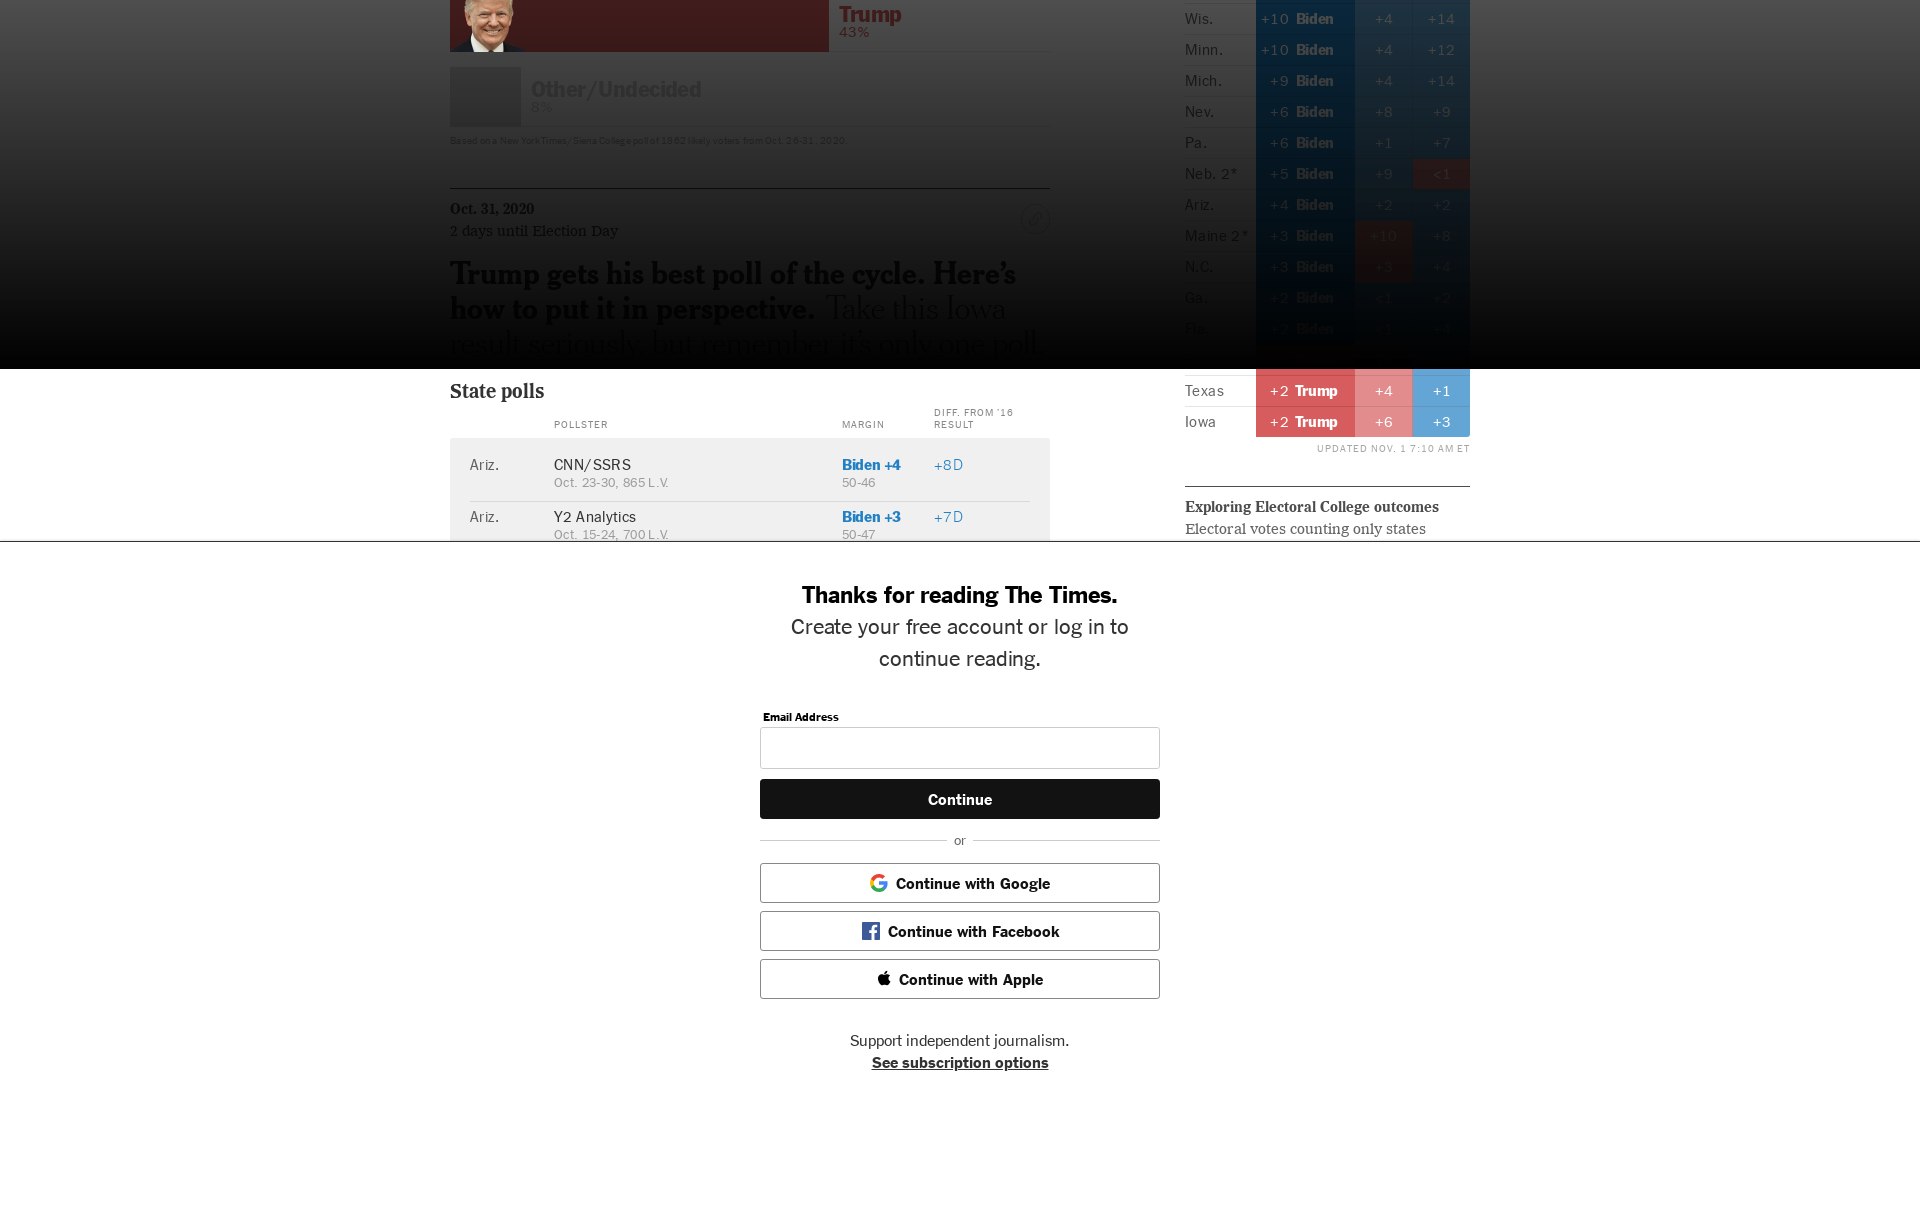 Trump
43%
Other/Undecided
8%
Based on a New York Times/Siena College poll of 1862 likely voters from Oct. 26-31, 2020.
Oct. 31, 2020
2 days until Election Day
Trump gets his best poll of the cycle. Here’s
how to put it in perspective. Take this Iowa
result seriously, but remember it’s only one poll
State polls
POLLSTER MARGIN DIFF. FROM ’16
RESULT
Ariz. CNN/SSRS Biden +4 +8 D
Oct. 23-30, 865 L.V. 50-46
Ariz. Y2 Analytics Biden +3 +7 D
Oct. 15-24, 700 L.V. 50-47
Wis. +10 Biden +4 +14
Minn. +10 Biden +4 +12
Mich. +9 Biden +4 +14
Nev. +6 Biden +8 +9
Pa. +6 Biden +1 +7
Neb. 2* +5 Biden +9 <1
Ariz. +4 Biden +2 +2
Maine 2* +3 Biden +10 +8
N.C. +3 Biden +3 +4
Ga. +2 Biden <1 +2
Fla. +2 Biden
Texas +2 Trump +4 +1
Iowa +2 Trump +6 +3
UPDATED NOV. 1 7:10 AM ET
Exploring Electoral College outcomes
Electoral votes counting only states
Thanks for reading The Times.
Create your free account or log in to
continue reading.
Email Address
Continue
or
Continue with Google
Continue with Facebook
Continue with Apple
Support independent journalism.
See subscription options